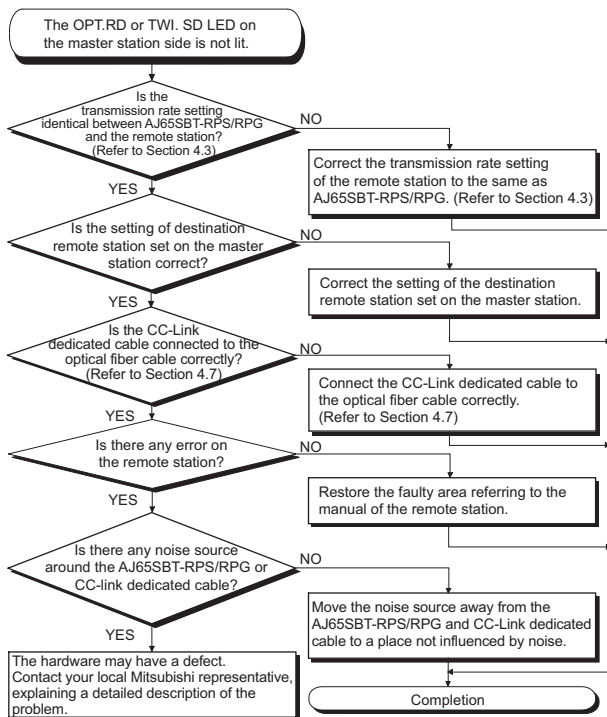 The OPT.RD or TWI. SD LED on
the master station side is not lit.
Is the
transmission rate setting
identical between AJ65SBT-RPS/RPG
and the remote station?
(Refer to Section 4.3)
NO
Correct the transmission rate setting
of the remote station to the same as
AJ65SBT-RPS/RPG. (Refer to Section 4.3)
YES
Is the setting of destination
remote station set on the master
station correct?
NO
Correct the setting of the destination
remote station set on the master station.
YES
Is the CC-Link
dedicated cable connected to the
optical fiber cable correctly?
(Refer to Section 4.7)
NO
Connect the CC-Link dedicated cable to
the optical fiber cable correctly.
(Refer to Section 4.7)
YES
Is there any error on
the remote station?
NO
Restore the faulty area referring to the
manual of the remote station.
YES
Is there any noise source
around the AJ65SBT-RPS/RPG or
CC-link dedicated cable?
NO
Move the noise source away from the
AJ65SBT-RPS/RPG and CC-Link dedicated
cable to a place not influenced by noise.
YES
The hardware may have a defect.
Contact your local Mitsubishi representative,
explaining a detailed description of the
problem.
Completion